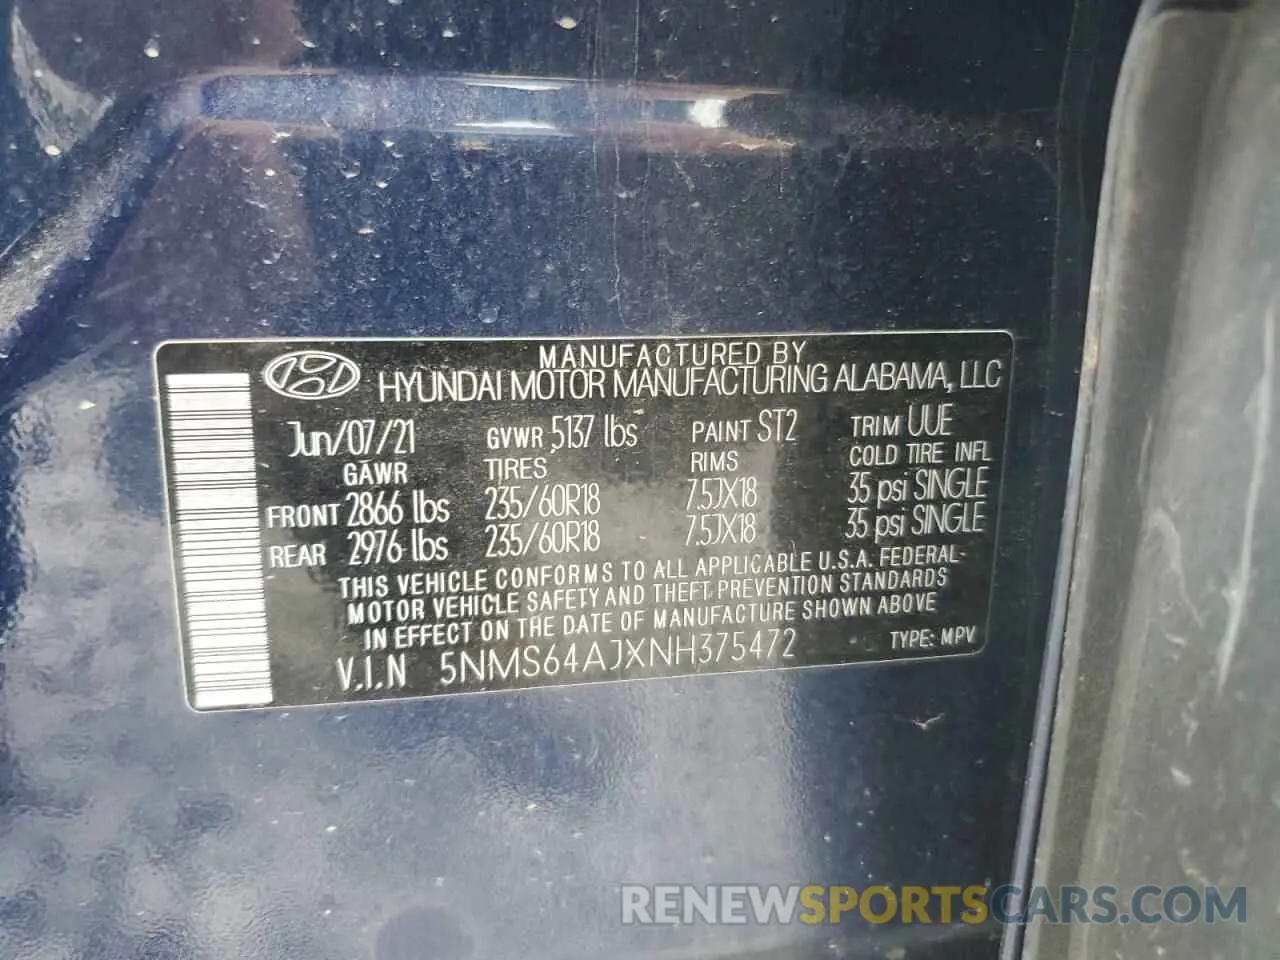 MANUFACTURED BY
HYUNDAI MOTOR MANUFACTURING ALABAMA, LLC
Jun/07/21 GVWR 5137 lbs PAINT ST2 TRIM UUE
GAWR TIRES RIMS COLD TIRE INFL
FRONT 2866 lbs 235/60R18 7.5JX18 35 psi SINGLE
REAR 2976 lbs 235/60R18 7.5JX18 35 psi SINGLE
THIS VEHICLE CONFORMS TO ALL APPLICABLE U.S.A. FEDERAL-
MOTOR VEHICLE SAFETY AND THEFT PREVENTION STANDARDS
IN EFFECT ON THE DATE OF MANUFACTURE SHOWN ABOVE
V.I.N 5NMS64AJXNH375472 TYPE: MPV
RENEWSPORTSCARS.COM